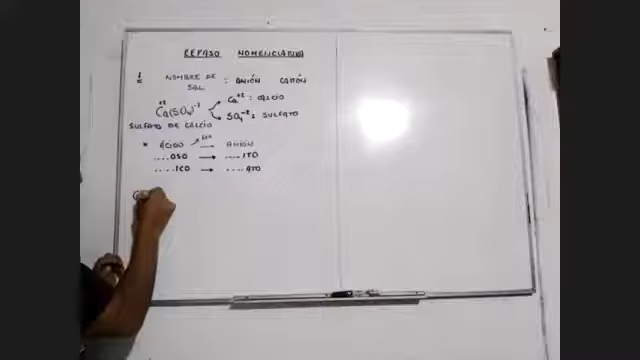 REPASO NOMENCLATURA
NOMBRE DE SAL : ANIÓN CATIÓN
Ca⁺²(SO₄)⁻² Ca⁺² : CALCIO
SO₄⁻² : SULFATO
SULFATO DE CALCIO
* ÁCIDO → ANIÓN
....OSO → ....ITO
....ICO → ....ATO